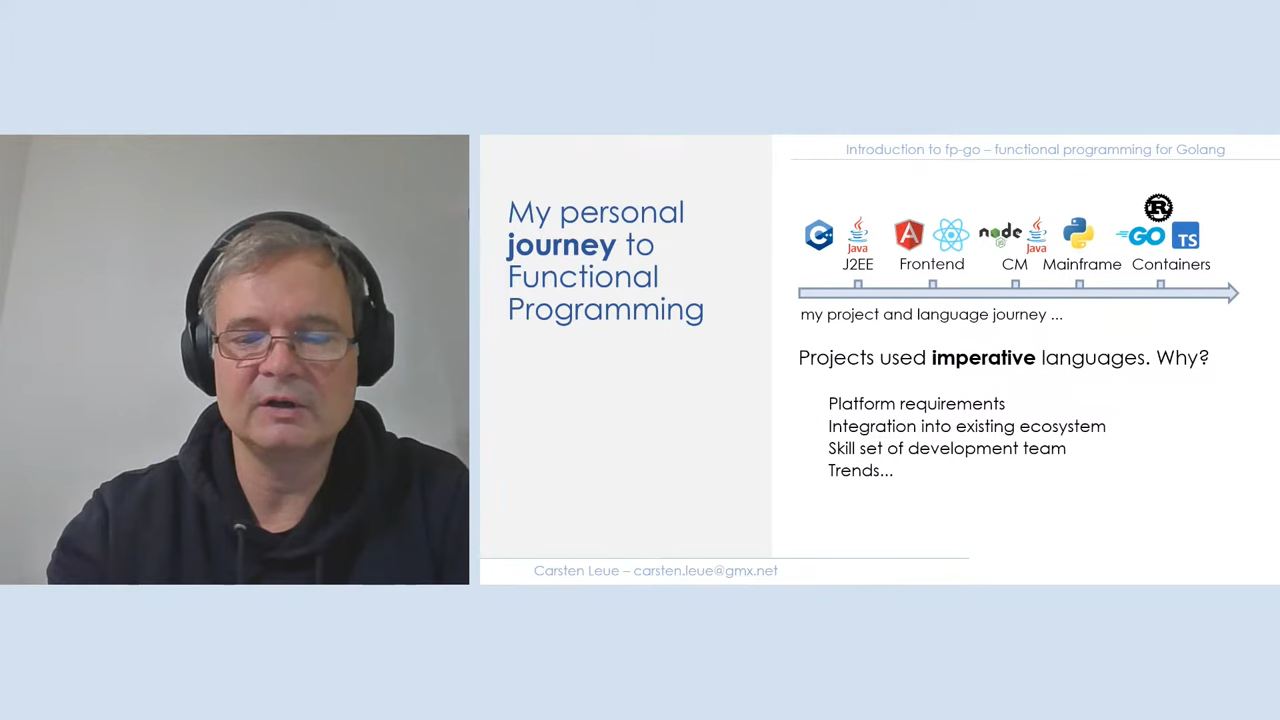 Introduction to fp-go – functional programming for Golang
My personal
journey to
Functional
Programming
R
C
Java
A
node
JS
Java
GO
TS
J2EE
Frontend
CM
Mainframe
Containers
my project and language journey ...
Projects used imperative languages. Why?
Platform requirements
Integration into existing ecosystem
Skill set of development team
Trends...
Carsten Leue – carsten.leue@gmx.net